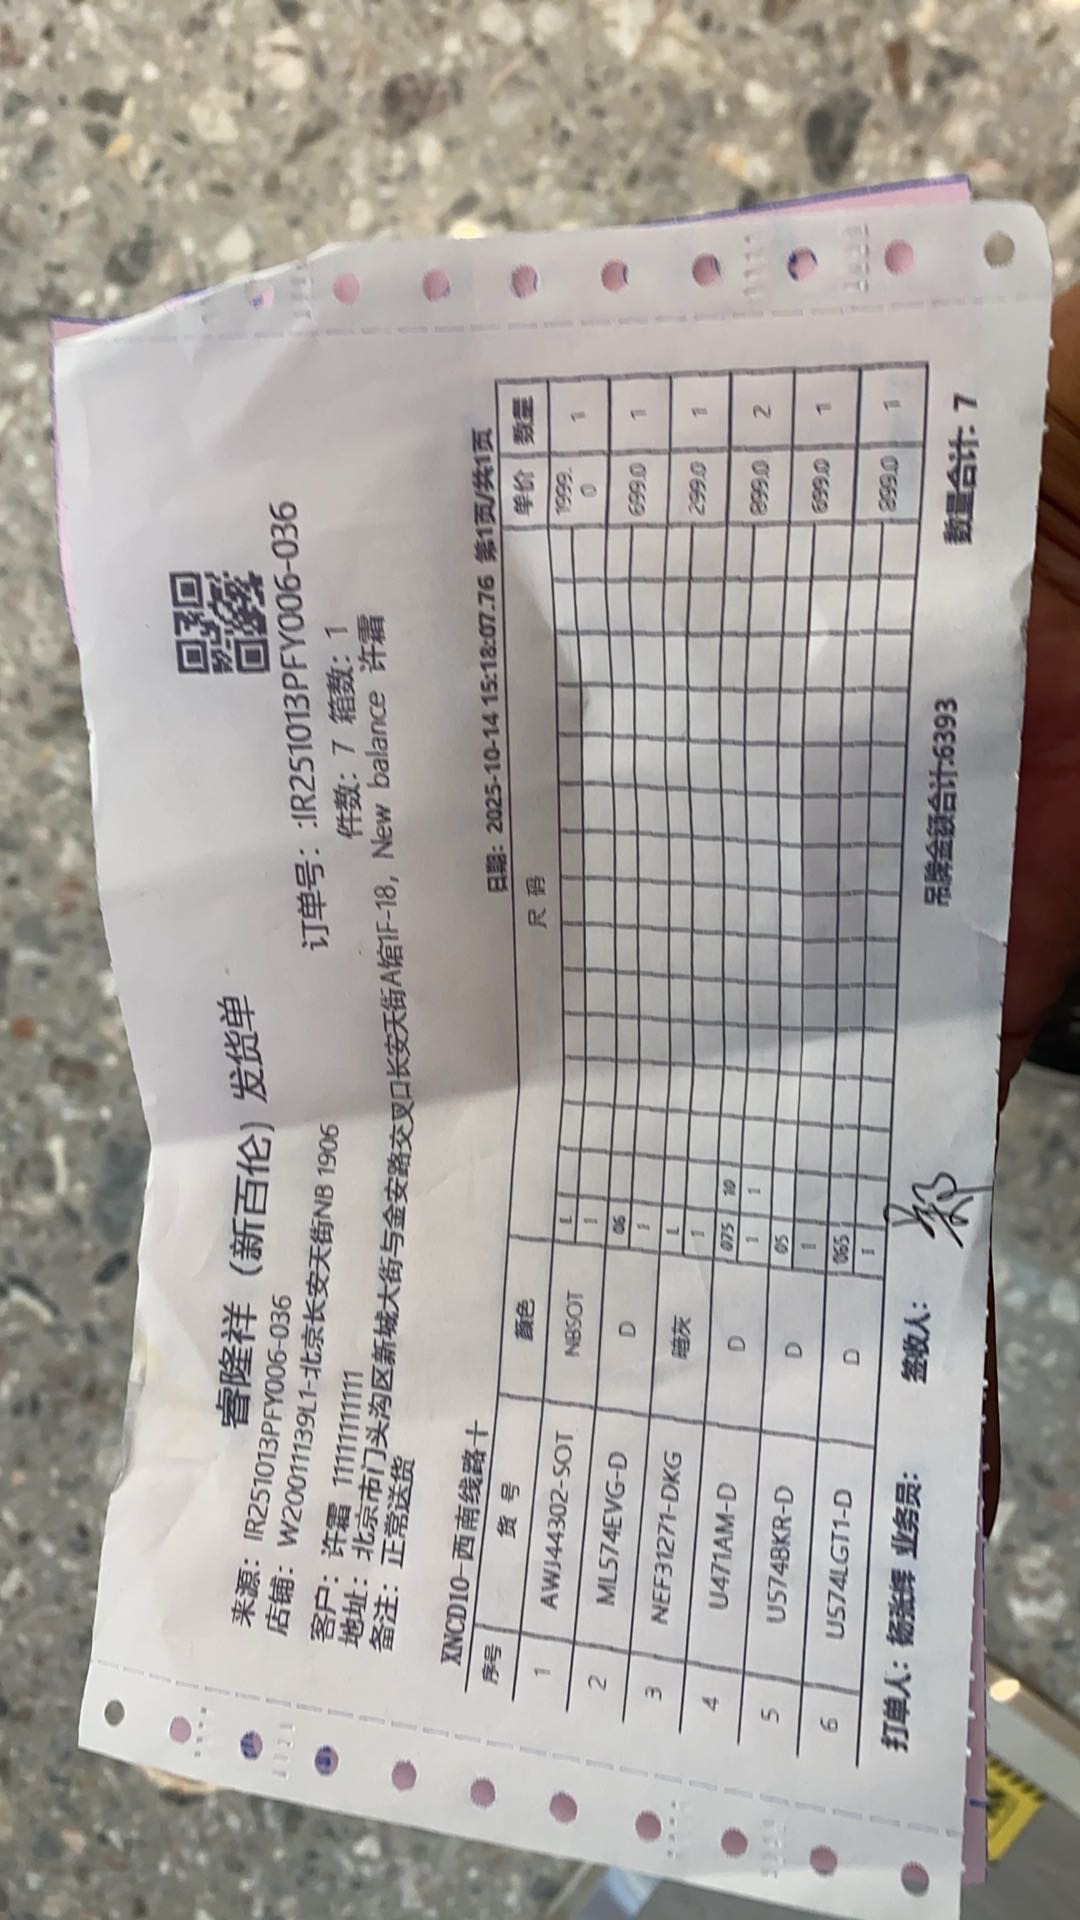 睿隆祥（新百伦）发货单
来源：IR251013PFY006-036
订单号：:IR251013PFY006-036
店铺：W20011139L1-北京长安天街NB 1906
件数：7 箱数：1
客户：许霜 11111111111
地址：北京市门头沟区新城大街与金安路交叉口长安天街A馆1F-18，New balance 许霜
备注：正常送货
XNCD10-西南线路十 日期：2025-10-14 15:18:07.76 第1页/共1页
序号 货号 颜色 尺码 单价 数量
1 AWJ44302-SOT NBSOT L 1999.0 1
1
2 ML574EVG-D D 06 699.0 1
1
3 NEF31271-DKG 暗灰 L 299.0 1
1
4 U471AM-D D 075 10 899.0 2
1 1
5 U574BKR-D D 05 699.0 1
1
6 U574LGT1-D D 065 899.0 1
1
打单人：杨张辉 业务员： 签收人： 郑 吊牌金额合计:6393 数量合计: 7